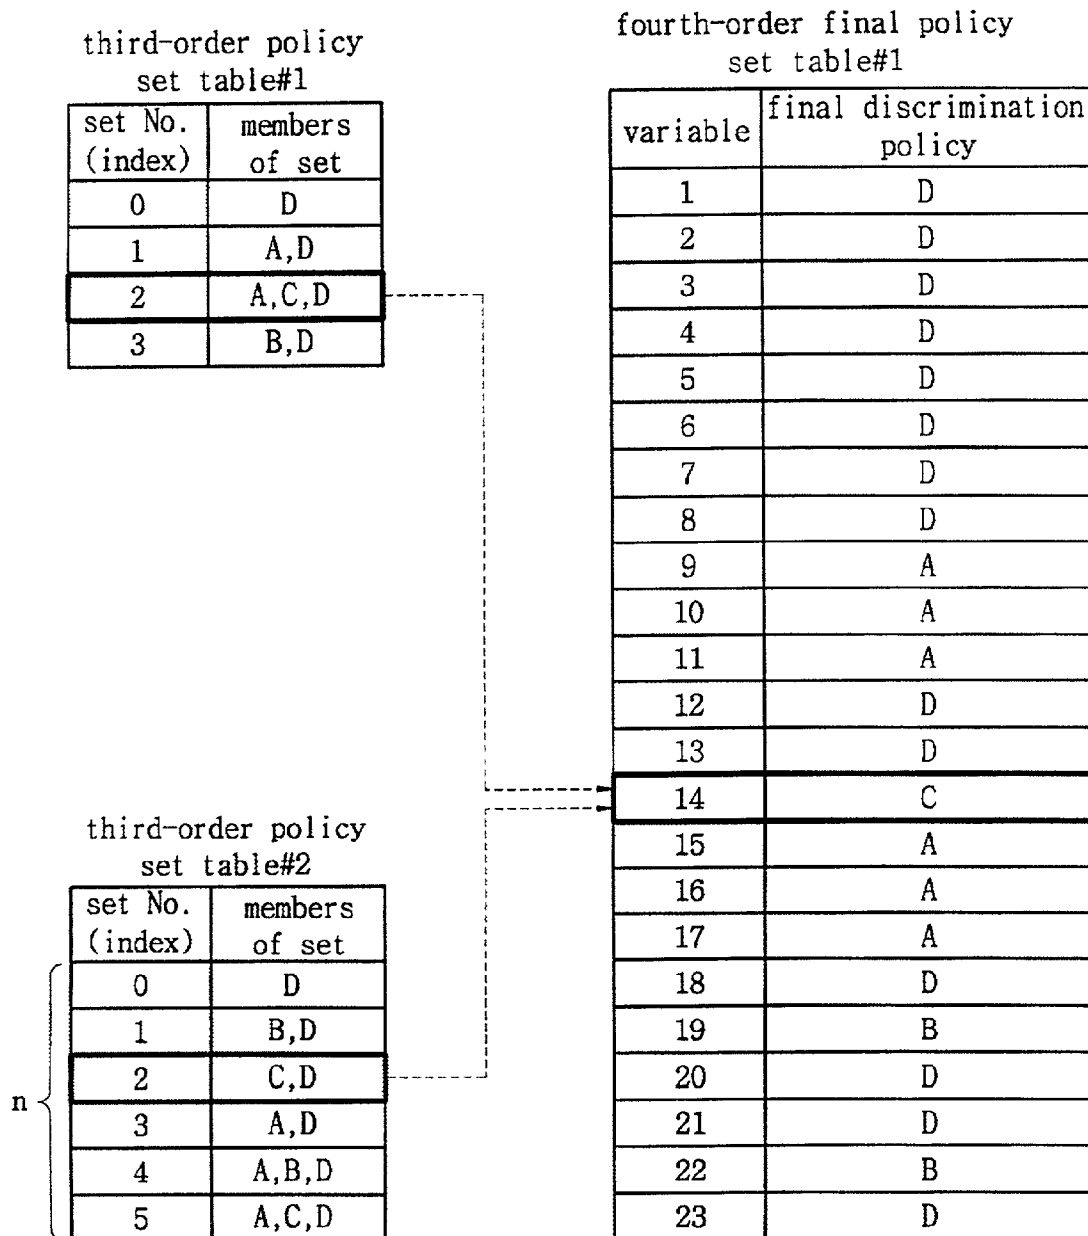 third-order policy
set table#1
set No.
(index)
members
of set
0 D
1 A,D
2 A,C,D
3 B,D
third-order policy
set table#2
set No.
(index)
members
of set
0 D
1 B,D
2 C,D
3 A,D
4 A,B,D
5 A,C,D
n
fourth-order final policy
set table#1
variable
final discrimination
policy
1 D
2 D
3 D
4 D
5 D
6 D
7 D
8 D
9 A
10 A
11 A
12 D
13 D
14 C
15 A
16 A
17 A
18 D
19 B
20 D
21 D
22 B
23 D